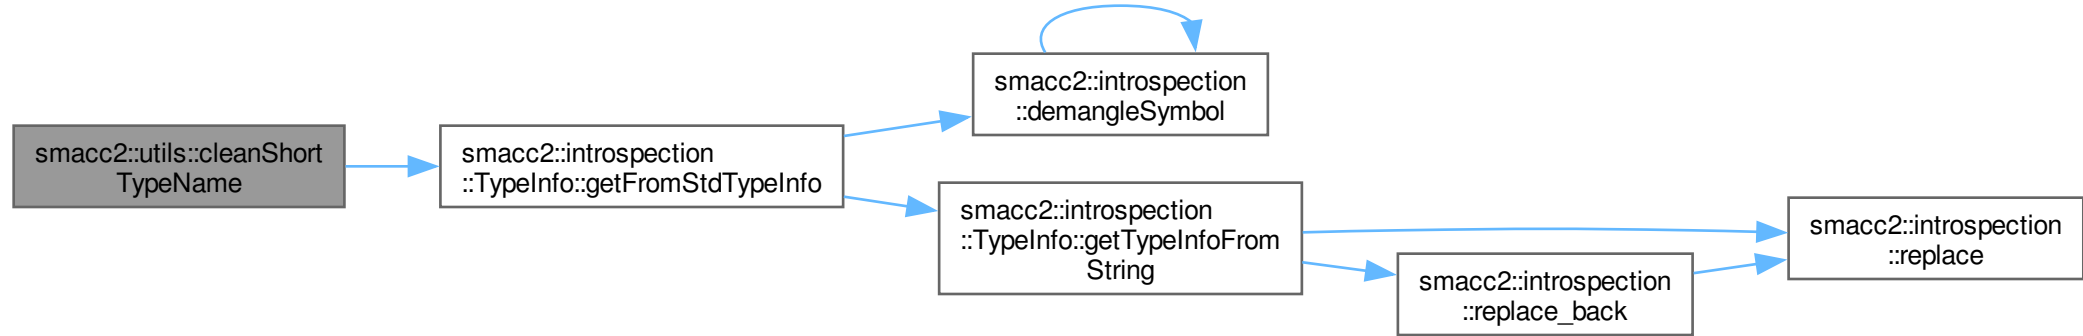 smacc2::utils::cleanShort
TypeName
smacc2::introspection
::TypeInfo::getFromStdTypeInfo
smacc2::introspection
::demangleSymbol
smacc2::introspection
::TypeInfo::getTypeInfoFrom
String
smacc2::introspection
::replace_back
smacc2::introspection
::replace